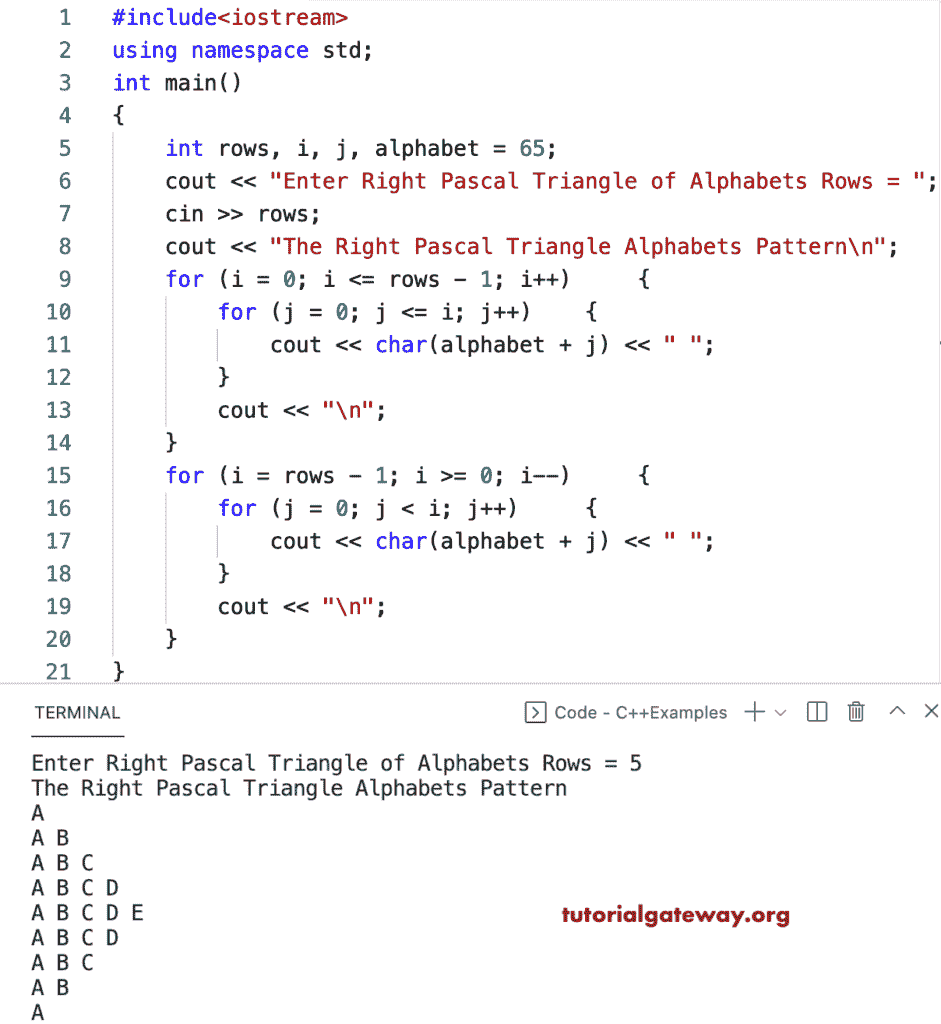 1 #include<iostream>
2 using namespace std;
3 int main()
4 {
5     int rows, i, j, alphabet = 65;
6     cout << "Enter Right Pascal Triangle of Alphabets Rows = ";
7     cin >> rows;
8     cout << "The Right Pascal Triangle Alphabets Pattern\n";
9     for (i = 0; i <= rows - 1; i++)     {
10         for (j = 0; j <= i; j++)    {
11             cout << char(alphabet + j) << " ";
12         }
13         cout << "\n";
14     }
15     for (i = rows - 1; i >= 0; i--)     {
16         for (j = 0; j < i; j++)     {
17             cout << char(alphabet + j) << " ";
18         }
19         cout << "\n";
20     }
21 }
TERMINAL Code - C++Examples
Enter Right Pascal Triangle of Alphabets Rows = 5
The Right Pascal Triangle Alphabets Pattern
A
A B
A B C
A B C D
A B C D E
tutorialgateway.org
A B C D
A B C
A B
A